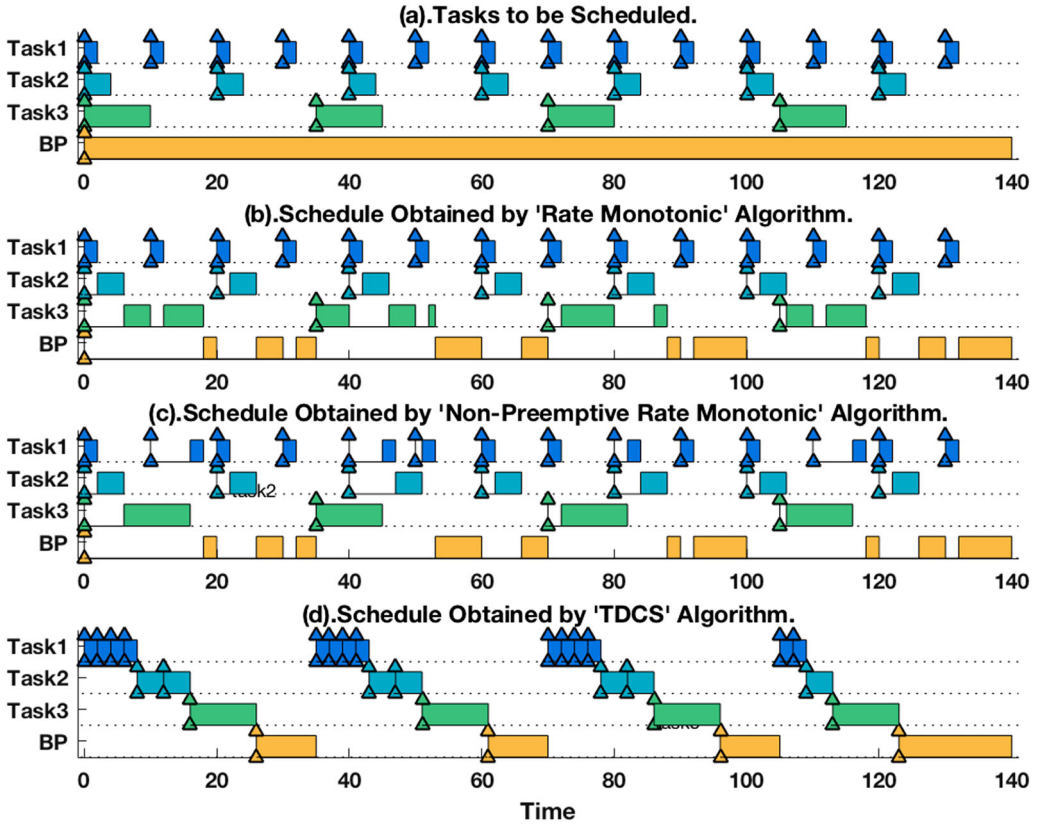 (a).Tasks to be Scheduled.
Task1
Task2
Task3
BP
0 20 40 60 80 100 120 140
(b).Schedule Obtained by 'Rate Monotonic' Algorithm.
Task1
Task2
Task3
BP
0 20 40 60 80 100 120 140
(c).Schedule Obtained by 'Non-Preemptive Rate Monotonic' Algorithm.
Task1
Task2
Task3
BP
0 20 40 60 80 100 120 140
(d).Schedule Obtained by 'TDCS' Algorithm.
Task1
Task2
Task3
BP
0 20 40 60 80 100 120 140
Time